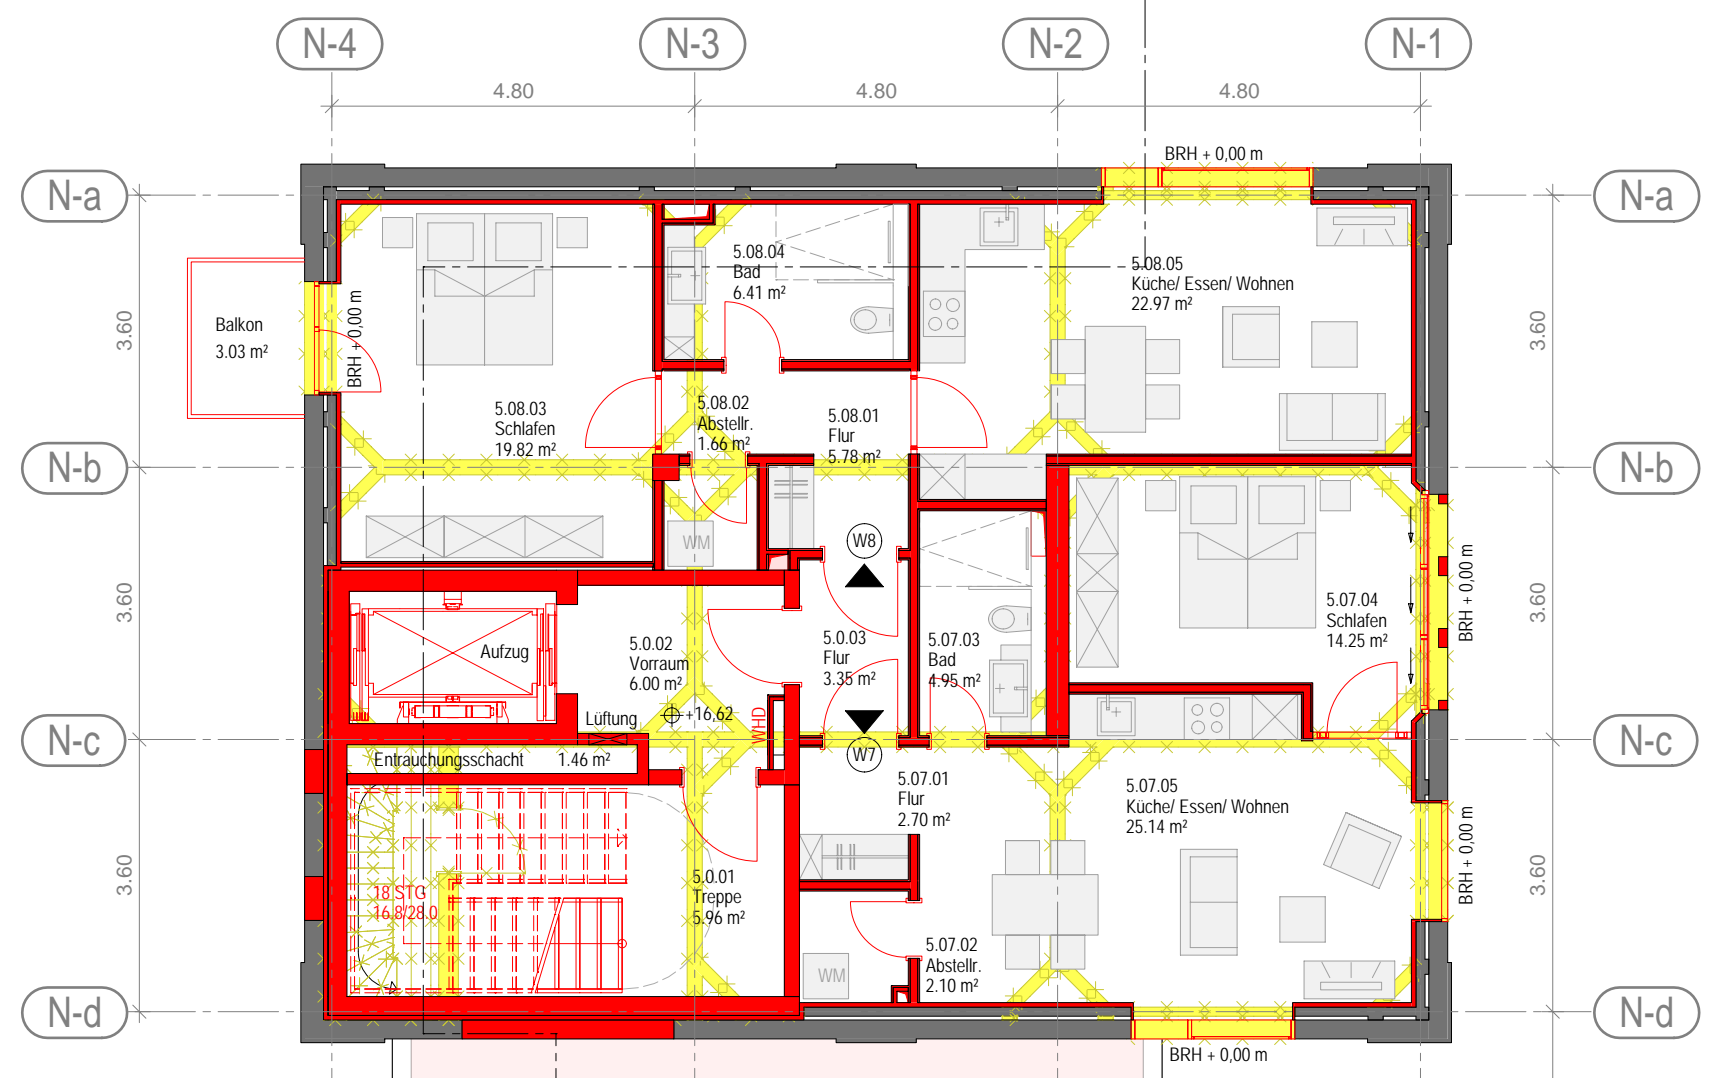 N-4
N-3
N-2
N-1
4.80
4.80
4.80
BRH + 0,00 m
N-a
N-a
5.08.04
Bad
6.41 m²
5.08.05
Küche/ Essen/ Wohnen
22.97 m²
Balkon
3.03 m²
BRH + 0,00 m
3.60
3.60
5.08.03
Schlafen
19.82 m²
5.08.02
Abstellr.
1.66 m²
5.08.01
Flur
5.78 m²
N-b
N-b
WM
W8
BRH + 0,00 m
3.60
3.60
5.07.04
Schlafen
14.25 m²
Aufzug
5.0.02
Vorraum
6.00 m²
5.0.03
Flur
3.35 m²
5.07.03
Bad
4.95 m²
Lüftung
+16,62
WHD
N-c
N-c
Entrauchungsschacht
1.46 m²
W7
5.07.01
Flur
2.70 m²
5.07.05
Küche/ Essen/ Wohnen
25.14 m²
BRH + 0,00 m
3.60
3.60
18 STG
16.8/28.0
5.0.01
Treppe
5.96 m²
5.07.02
Abstellr.
2.10 m²
WM
N-d
N-d
BRH + 0,00 m